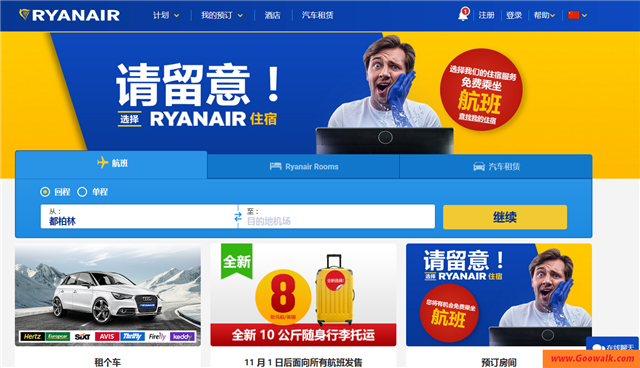 RYANAIR
计划
我的预订
酒店
汽车租赁
1
注册
登录
帮助
请留意！
选择 RYANAIR 住宿
选择我们的住宿服务
免费乘坐
航班
查找我的住宿
航班
Ryanair Rooms
汽车租赁
回程
单程
从：
都柏林
至：
目的地机场
继续
Hertz
Europcar
Sixt
AVIS
Thrifty
Firefly
keddy
租个车
全新
8
全新 10 公斤随身行李托运
11 月 1 日后面向所有航班发售
请留意！
选择 RYANAIR 住宿
您将有机会免费乘坐
航班
预订房间
在线聊天
www.Goowalk.com